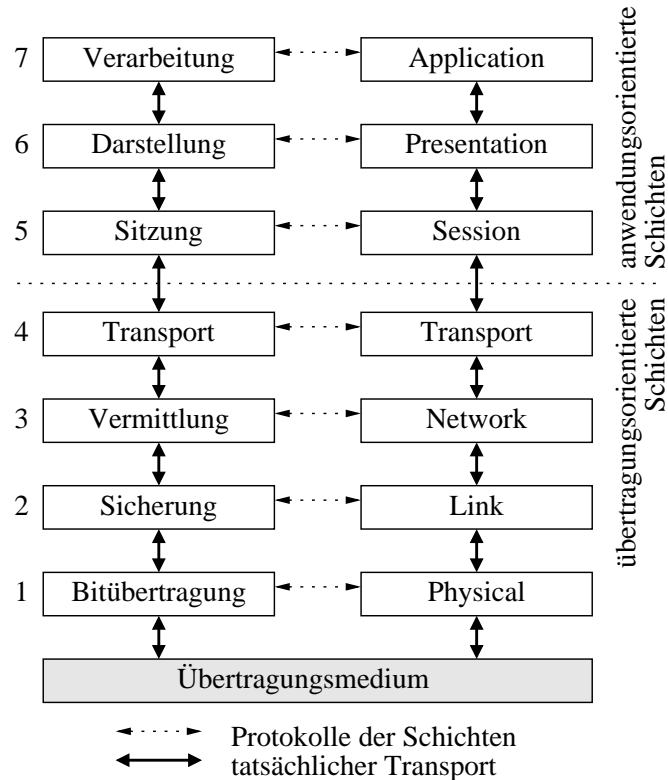 7 Verarbeitung Application
6 Darstellung Presentation
5 Sitzung Session
anwendungsorientierte
Schichten
4 Transport Transport
3 Vermittlung Network
2 Sicherung Link
1 Bitübertragung Physical
übertragungsorientierte
Schichten
Übertragungsmedium
Protokolle der Schichten
tatsächlicher Transport